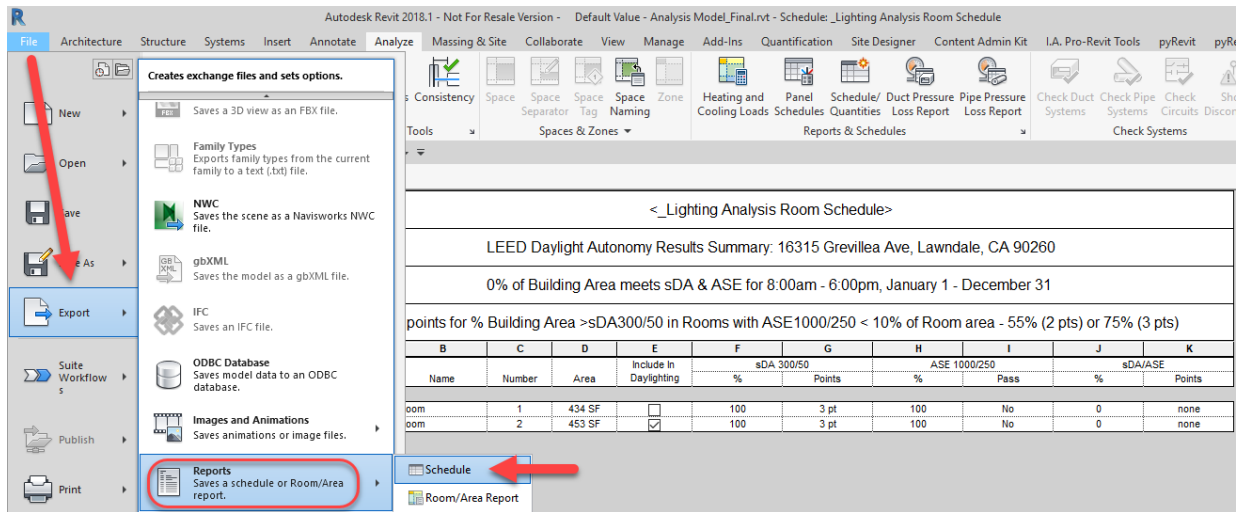 Autodesk Revit 2018.1 - Not For Resale Version - Default Value - Analysis Model_Final.rvt - Schedule: _Lighting Analysis Room Schedule
File Architecture Structure Systems Insert Annotate Analyze Massing & Site Collaborate View Manage Add-Ins Quantification Site Designer Content Admin Kit I.A. Pro-Revit Tools pyRevit
Creates exchange files and sets options.
New
Open
Save
As
Export
Suite
Workflow
s
Publish
Print
FBX
Saves a 3D view as an FBX file.
Family Types
Exports family types from the current
family to a text (.txt) file.
NWC
Saves the scene as a Navisworks NWC
file.
GB
XML
gbXML
Saves the model as a gbXML file.
IFC
Saves an IFC file.
ODBC Database
Saves model data to an ODBC
database.
Images and Animations
Saves animations or image files.
Reports
Saves a schedule or Room/Area
report.
Schedule
Room/Area Report
s Consistency Space Space Space Space Zone Heating and Panel Schedule/ Duct Pressure Pipe Pressure Check Duct Check Pipe Check
Separator Tag Naming Cooling Loads Schedules Quantities Loss Report Loss Report Systems Systems Circuits
Tools Spaces & Zones Reports & Schedules Check Systems
<_Lighting Analysis Room Schedule>
LEED Daylight Autonomy Results Summary: 16315 Grevillea Ave, Lawndale, CA 90260
0% of Building Area meets sDA & ASE for 8:00am - 6:00pm, January 1 - December 31
points for % Building Area >sDA300/50 in Rooms with ASE1000/250 < 10% of Room area - 55% (2 pts) or 75% (3 pts)
B C D E F G H I J K
Name Number Area Include In Daylighting sDA 300/50 ASE 1000/250 sDA/ASE
% Points % Pass % Points
oom 1 434 SF 100 3 pt 100 No 0 none
oom 2 453 SF 100 3 pt 100 No 0 none